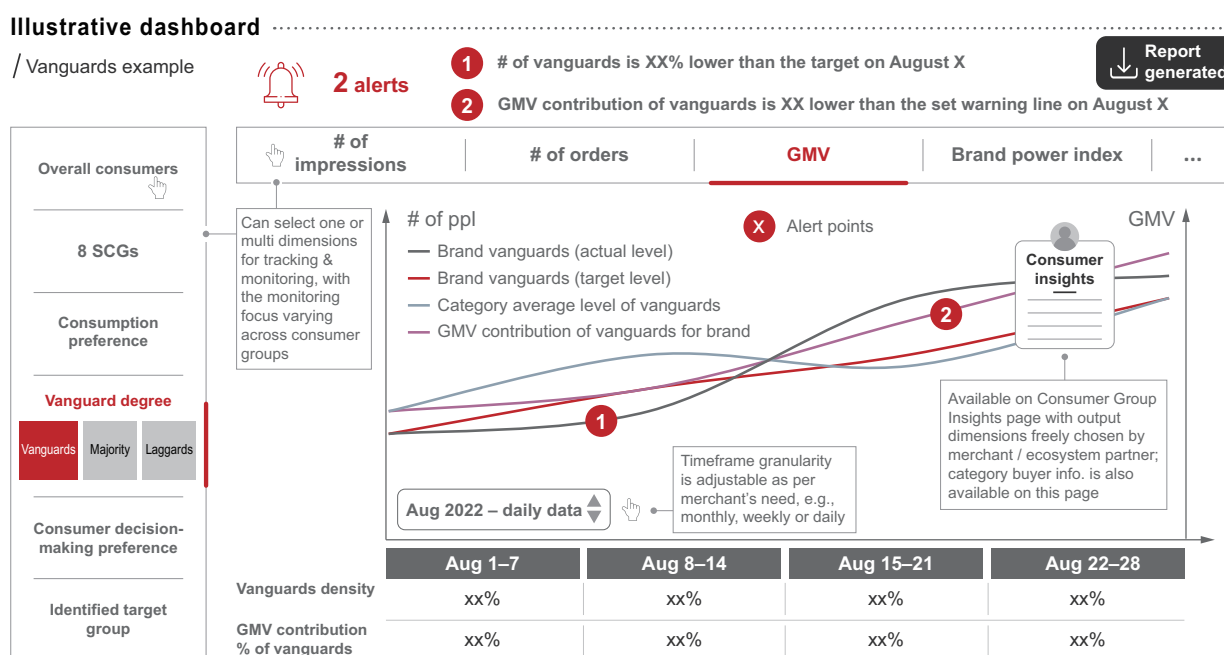 Illustrative dashboard
/ Vanguards example
2 alerts
1 # of vanguards is XX% lower than the target on August X
2 GMV contribution of vanguards is XX lower than the set warning line on August X
Report
generated
Overall consumers
8 SCGs
Consumption
preference
Vanguard degree
Vanguards Majority Laggards
Consumer decision-
making preference
Identified target
group
# of
impressions
# of orders
GMV
Brand power index
...
Can select one or
multi dimensions
for tracking &
monitoring, with
the monitoring
focus varying
across consumer
groups
# of ppl
Brand vanguards (actual level)
Brand vanguards (target level)
Category average level of vanguards
GMV contribution of vanguards for brand
X Alert points
GMV
Consumer
insights
2
1
Available on Consumer Group
Insights page with output
dimensions freely chosen by
merchant / ecosystem partner;
category buyer info. is also
available on this page
Timeframe granularity
is adjustable as per
merchant's need, e.g.,
monthly, weekly or daily
Aug 2022 – daily data
Aug 1–7 Aug 8–14 Aug 15–21 Aug 22–28
Vanguards density xx% xx% xx% xx%
GMV contribution
% of vanguards xx% xx% xx% xx%